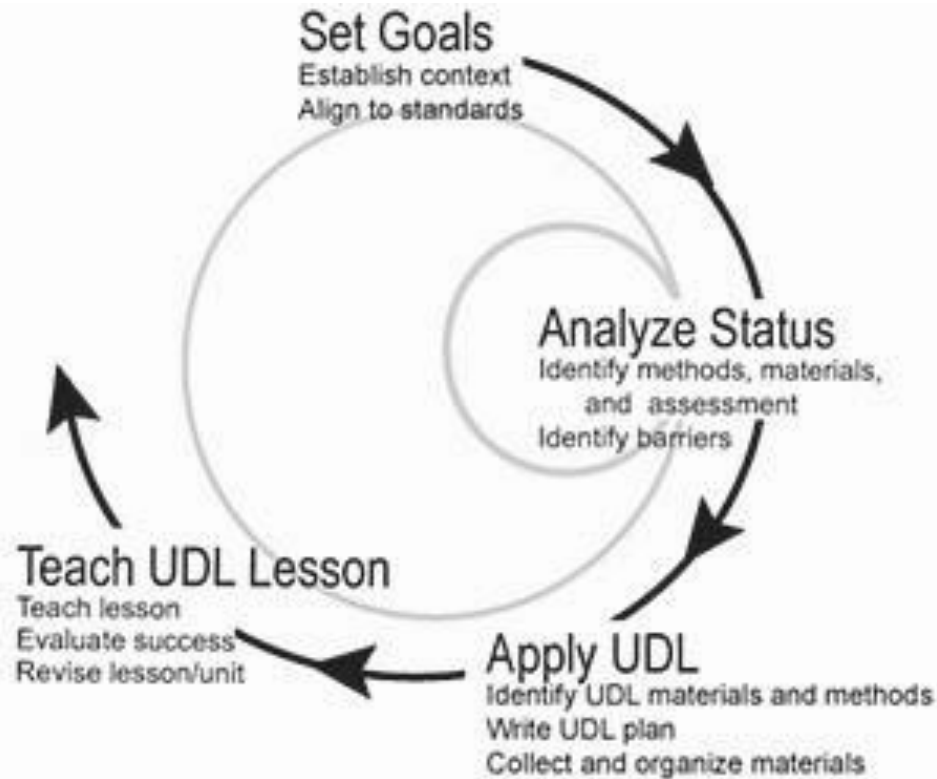 Set Goals
Establish context
Align to standards
Analyze Status
Identify methods, materials,
and assessment
Identify barriers
Apply UDL
Identify UDL materials and methods
Write UDL plan
Collect and organize materials
Teach UDL Lesson
Teach lesson
Evaluate success
Revise lesson/unit